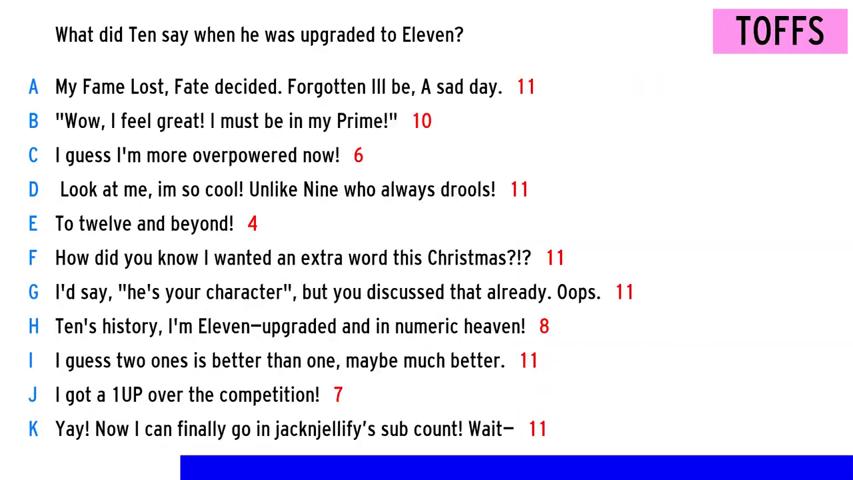 What did Ten say when he was upgraded to Eleven?
TOFFS
A My Fame Lost, Fate decided. Forgotten Ill be, A sad day. 11
B "Wow, I feel great! I must be in my Prime!" 10
C I guess I'm more overpowered now! 6
D Look at me, im so cool! Unlike Nine who always drools! 11
E To twelve and beyond! 4
F How did you know I wanted an extra word this Christmas?!? 11
G I'd say, "he's your character", but you discussed that already. Oops. 11
H Ten's history, I'm Eleven—upgraded and in numeric heaven! 8
I I guess two ones is better than one, maybe much better. 11
J I got a 1UP over the competition! 7
K Yay! Now I can finally go in jacknjellify's sub count! Wait— 11